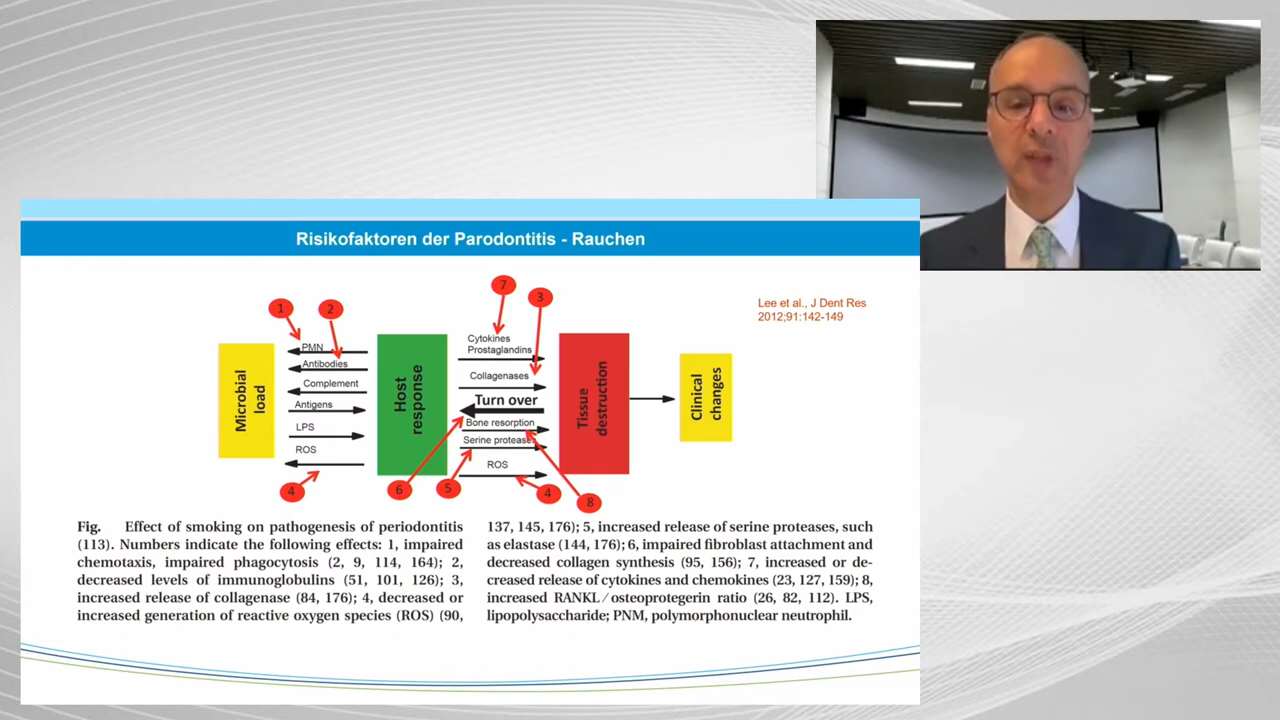 Risikofaktoren der Parodontitis - Rauchen
Lee et al., J Dent Res
2012;91:142-149
7
3
1
2
Microbial
load
PMN
Antibodies
Complement
Antigens
LPS
ROS
4
Host
response
Cytokines
Prostaglandins
Collagenases
Turn over
Bone resorption
Serine proteases
ROS
6
5
4
8
Tissue
destruction
Clinical
changes
Fig. Effect of smoking on pathogenesis of periodontitis
(113). Numbers indicate the following effects: 1, impaired
chemotaxis, impaired phagocytosis (2, 9, 114, 164); 2,
decreased levels of immunoglobulins (51, 101, 126); 3,
increased release of collagenase (84, 176); 4, decreased or
increased generation of reactive oxygen species (ROS) (90,
137, 145, 176); 5, increased release of serine proteases, such
as elastase (144, 176); 6, impaired fibroblast attachment and
decreased collagen synthesis (95, 156); 7, increased or de-
creased release of cytokines and chemokines (23, 127, 159); 8,
increased RANKL/osteoprotegerin ratio (26, 82, 112). LPS,
lipopolysaccharide; PNM, polymorphonuclear neutrophil.